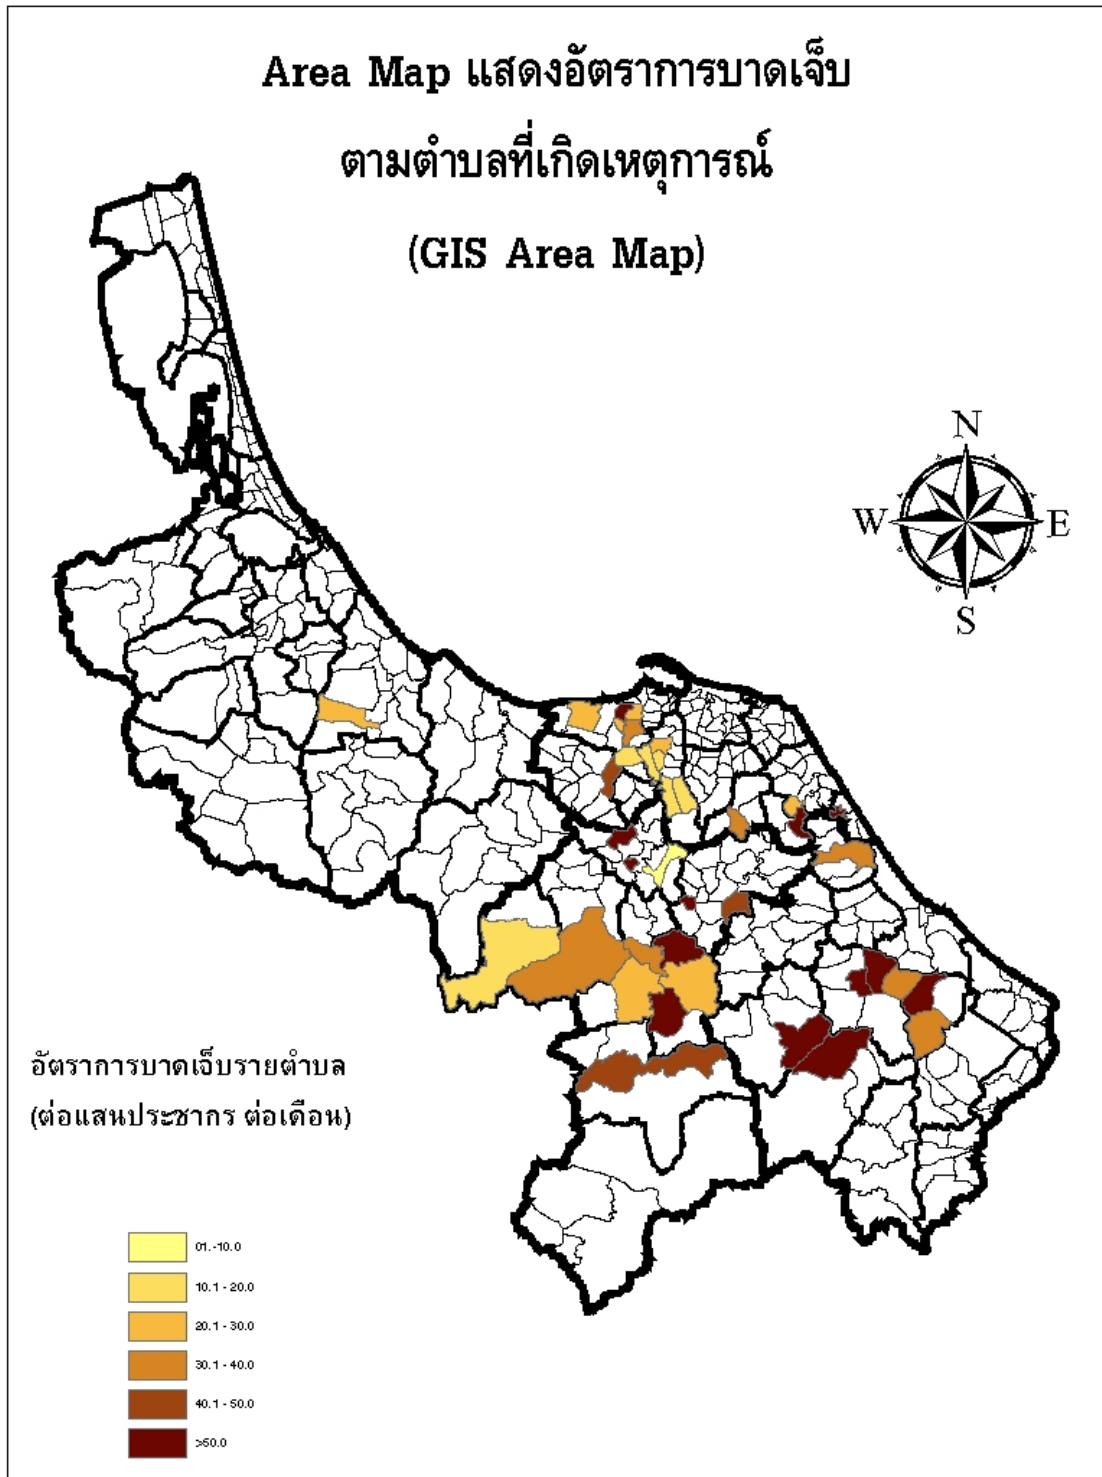 Area Map แสดงอัตราการบาดเจ็บ
ตามตำบลที่เกิดเหตุการณ์
(GIS Area Map)
N
W E
S
อัตราการบาดเจ็บรายตำบล
(ต่อแสนประชากร ต่อเดือน)
01.-10.0
10.1 - 20.0
20.1 - 30.0
30.1 - 40.0
40.1 - 50.0
>50.0